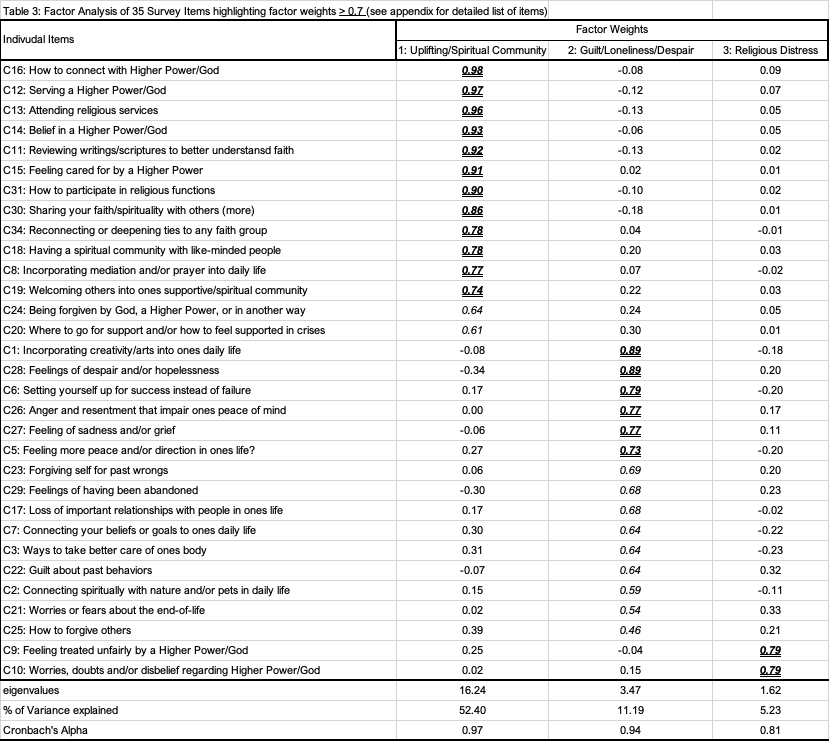 Table 3: Factor Analysis of 35 Survey Items highlighting factor weights > 0.7 (see appendix for detailed list of items)
Indivudal Items Factor Weights
1: Uplifting/Spiritual Community 2: Guilt/Loneliness/Despair 3: Religious Distress
C16: How to connect with Higher Power/God 0.98 -0.08 0.09
C12: Serving a Higher Power/God 0.97 -0.12 0.07
C13: Attending religious services 0.96 -0.13 0.05
C14: Belief in a Higher Power/God 0.93 -0.06 0.05
C11: Reviewing writings/scriptures to better understansd faith 0.92 -0.13 0.02
C15: Feeling cared for by a Higher Power 0.91 0.02 0.01
C31: How to participate in religious functions 0.90 -0.10 0.02
C30: Sharing your faith/spirituality with others (more) 0.86 -0.18 0.01
C34: Reconnecting or deepening ties to any faith group 0.78 0.04 -0.01
C18: Having a spiritual community with like-minded people 0.78 0.20 0.03
C8: Incorporating mediation and/or prayer into daily life 0.77 0.07 -0.02
C19: Welcoming others into ones supportive/spiritual community 0.74 0.22 0.03
C24: Being forgiven by God, a Higher Power, or in another way 0.64 0.24 0.05
C20: Where to go for support and/or how to feel supported in crises 0.61 0.30 0.01
C1: Incorporating creativity/arts into ones daily life -0.08 0.89 -0.18
C28: Feelings of despair and/or hopelessness -0.34 0.89 0.20
C6: Setting yourself up for success instead of failure 0.17 0.79 -0.20
C26: Anger and resentment that impair ones peace of mind 0.00 0.77 0.17
C27: Feeling of sadness and/or grief -0.06 0.77 0.11
C5: Feeling more peace and/or direction in ones life? 0.27 0.73 -0.20
C23: Forgiving self for past wrongs 0.06 0.69 0.20
C29: Feelings of having been abandoned -0.30 0.68 0.23
C17: Loss of important relationships with people in ones life 0.17 0.68 -0.02
C7: Connecting your beliefs or goals to ones daily life 0.30 0.64 -0.22
C3: Ways to take better care of ones body 0.31 0.64 -0.23
C22: Guilt about past behaviors -0.07 0.64 0.32
C2: Connecting spiritually with nature and/or pets in daily life 0.15 0.59 -0.11
C21: Worries or fears about the end-of-life 0.02 0.54 0.33
C25: How to forgive others 0.39 0.46 0.21
C9: Feeling treated unfairly by a Higher Power/God 0.25 -0.04 0.79
C10: Worries, doubts and/or disbelief regarding Higher Power/God 0.02 0.15 0.79
eigenvalues 16.24 3.47 1.62
% of Variance explained 52.40 11.19 5.23
Cronbach's Alpha 0.97 0.94 0.81